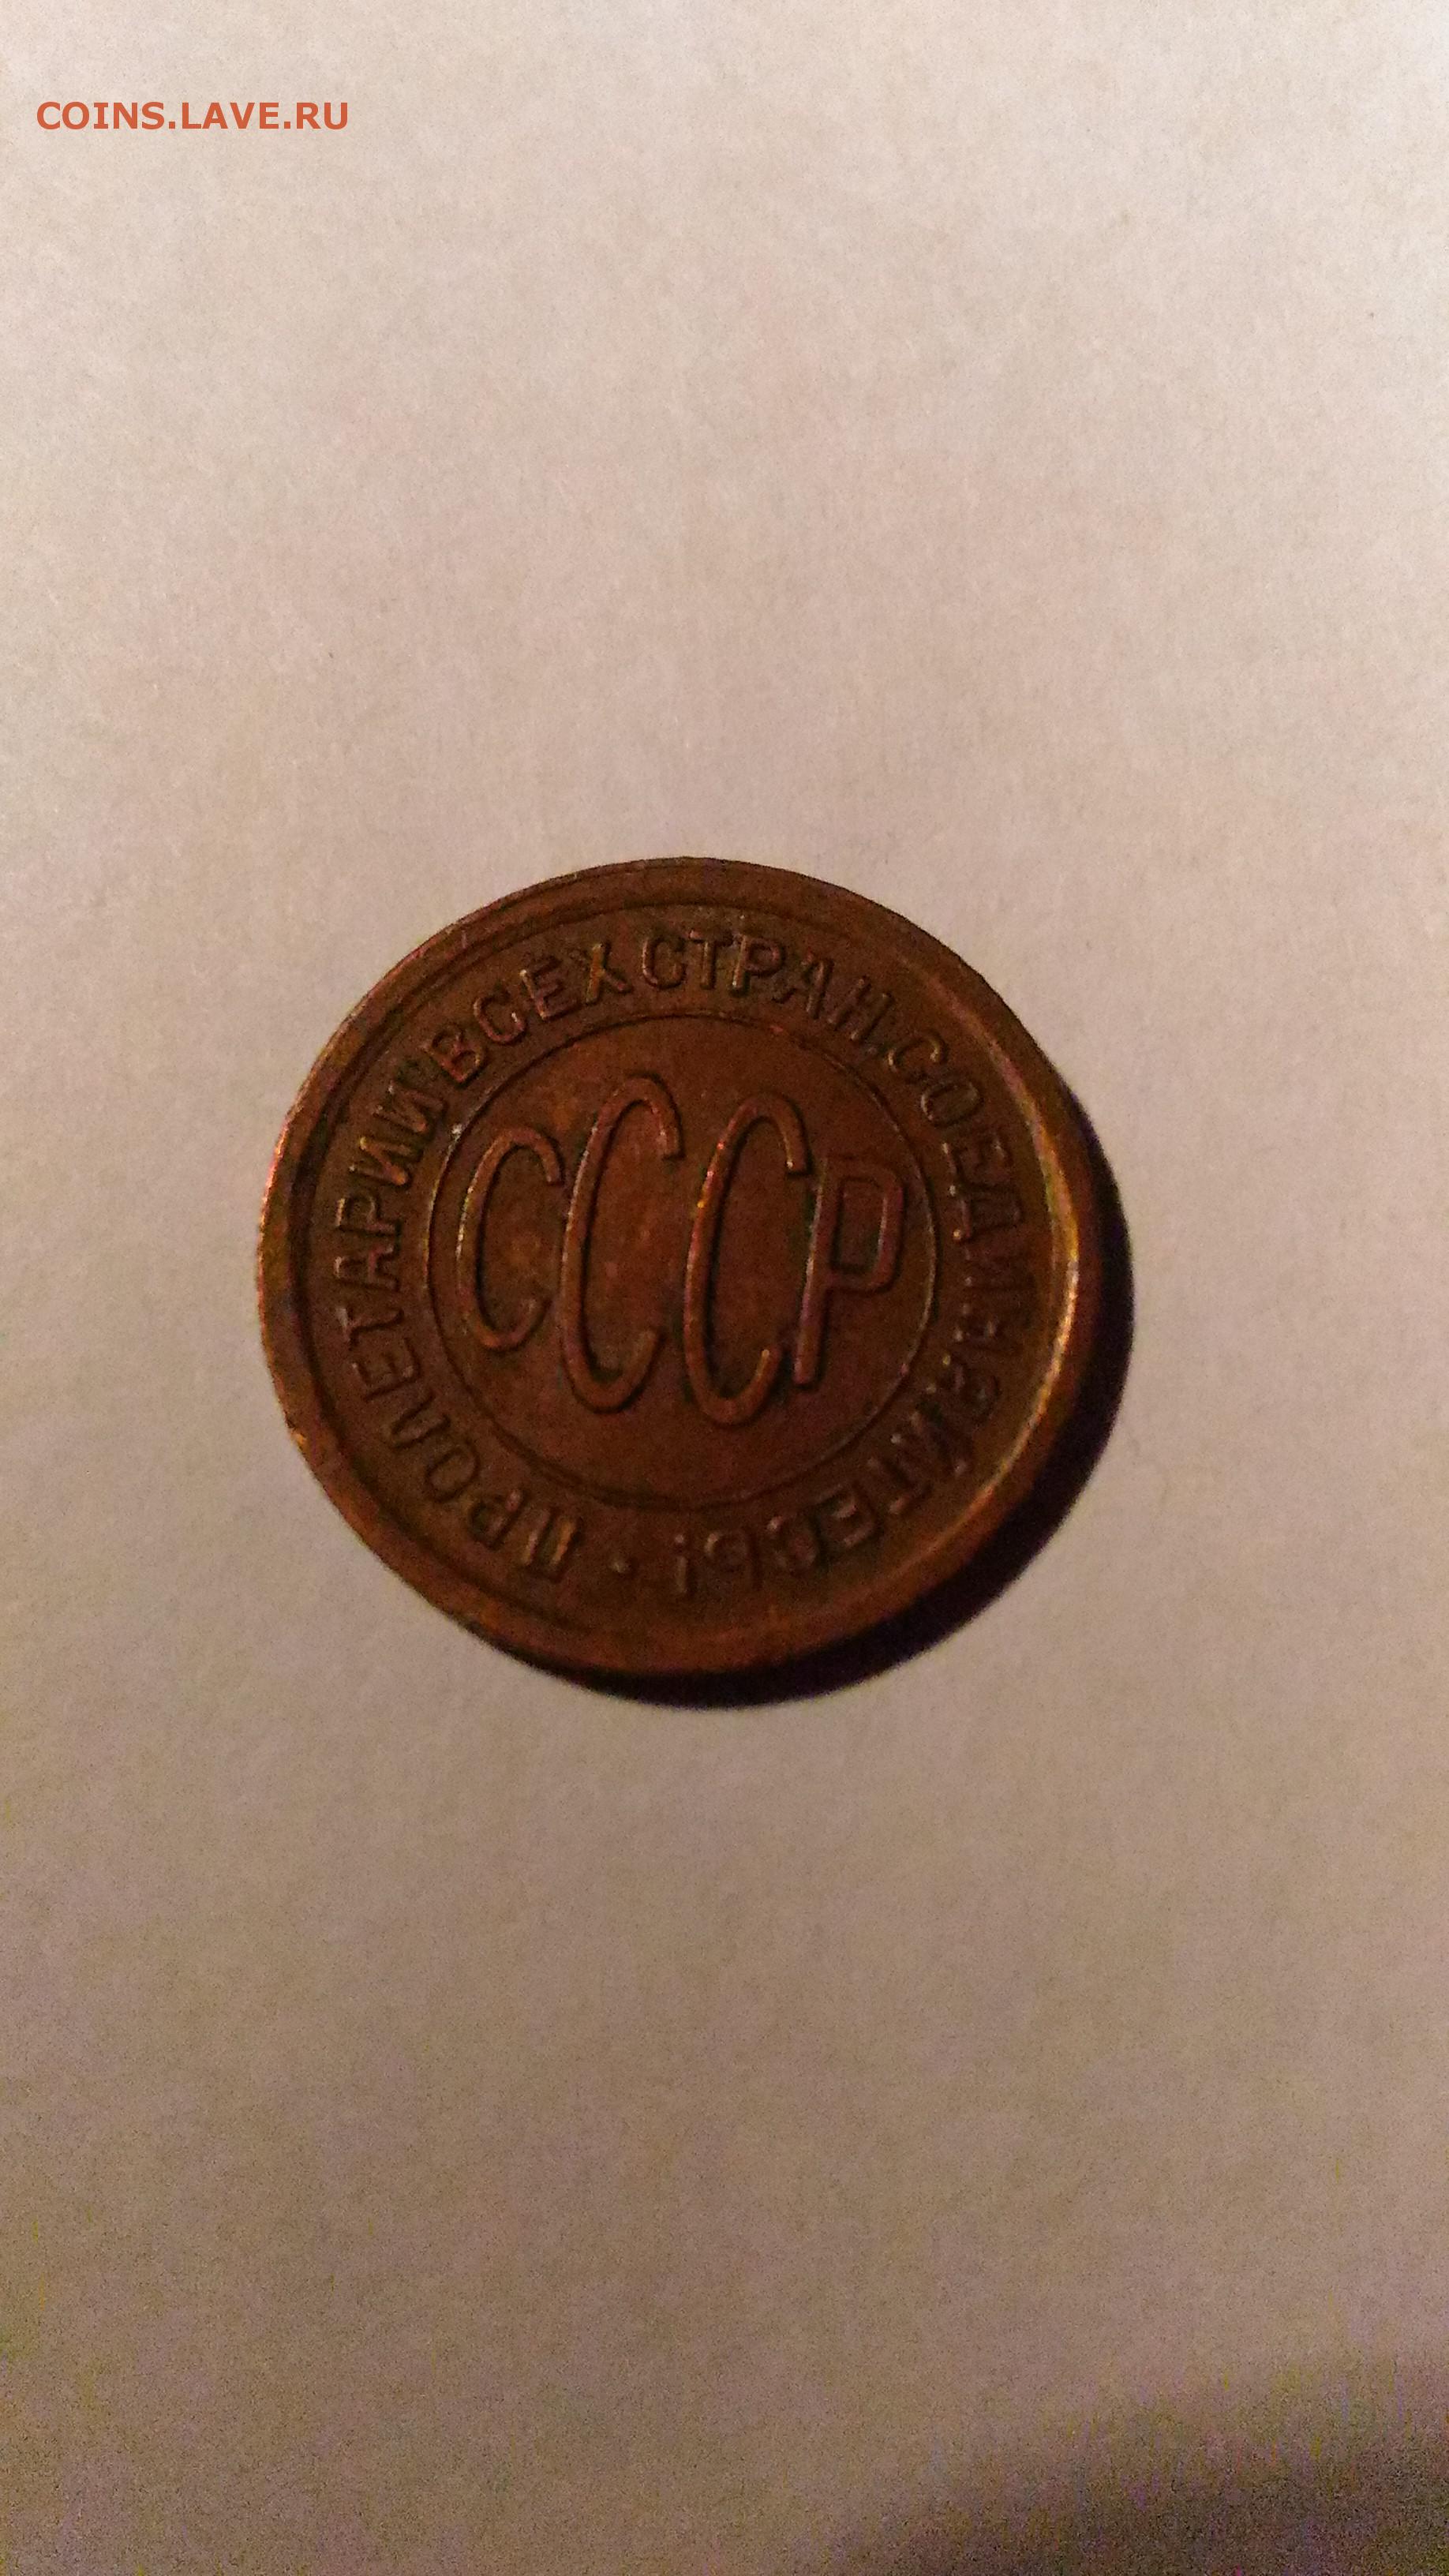 COINS.LAVE.RU
ПРОЛЕТАРИИ ВСЕХ СТРАН, СОЕДИНЯЙТЕСЬ!
СССР